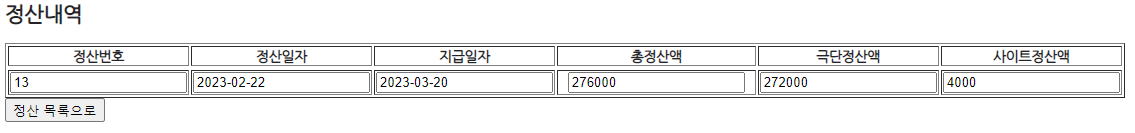 정산내역
정산번호 정산일자 지급일자 총정산액 극단정산액 사이트정산액
13 2023-02-22 2023-03-20 276000 272000 4000
정산 목록으로